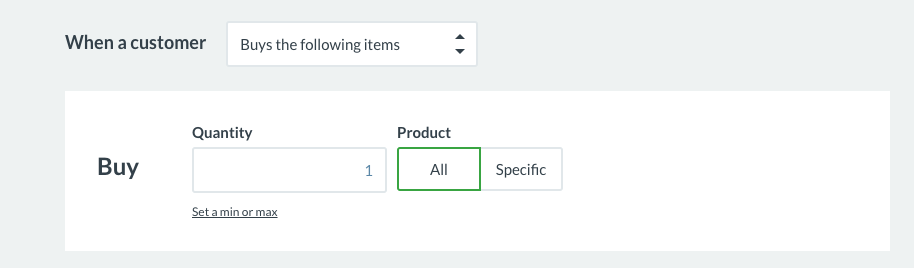 When a customer
Buys the following items
Quantity
Product
Buy
1
All
Specific
Set a min or max